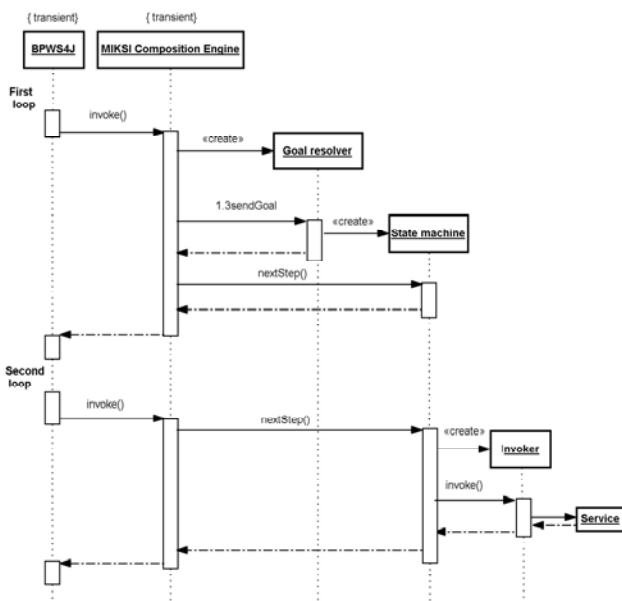 { transient}
{ transient}
BPWS4J
MIKSI Composition Engine
First
loop
invoke()
«create»
Goal resolver
1.3sendGoal
«create»
State machine
nextStep()
Second
loop
invoke()
nextStep()
«create»
Invoker
invoke()
Service